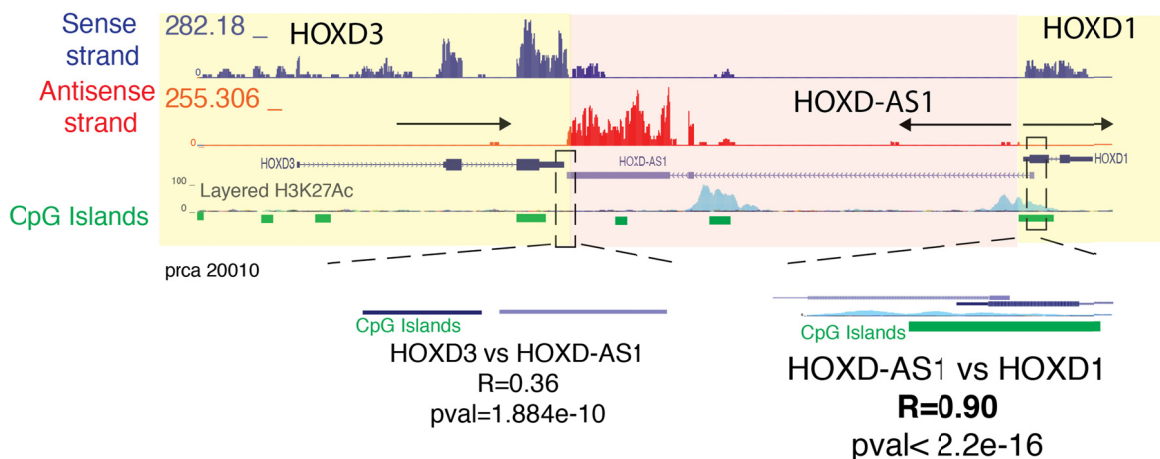 Sense
strand
282.18 _
HOXD3
HOXD1
0
Antisense
strand
255.306 _
HOXD-AS1
0
HOXD3
HOXD-AS1
HOXD1
100 _
Layered H3K27Ac
0 _
CpG Islands
prca 20010
CpG Islands
HOXD3 vs HOXD-AS1
R=0.36
pval=1.884e-10
CpG Islands
HOXD-AS1 vs HOXD1
R=0.90
pval< 2.2e-16